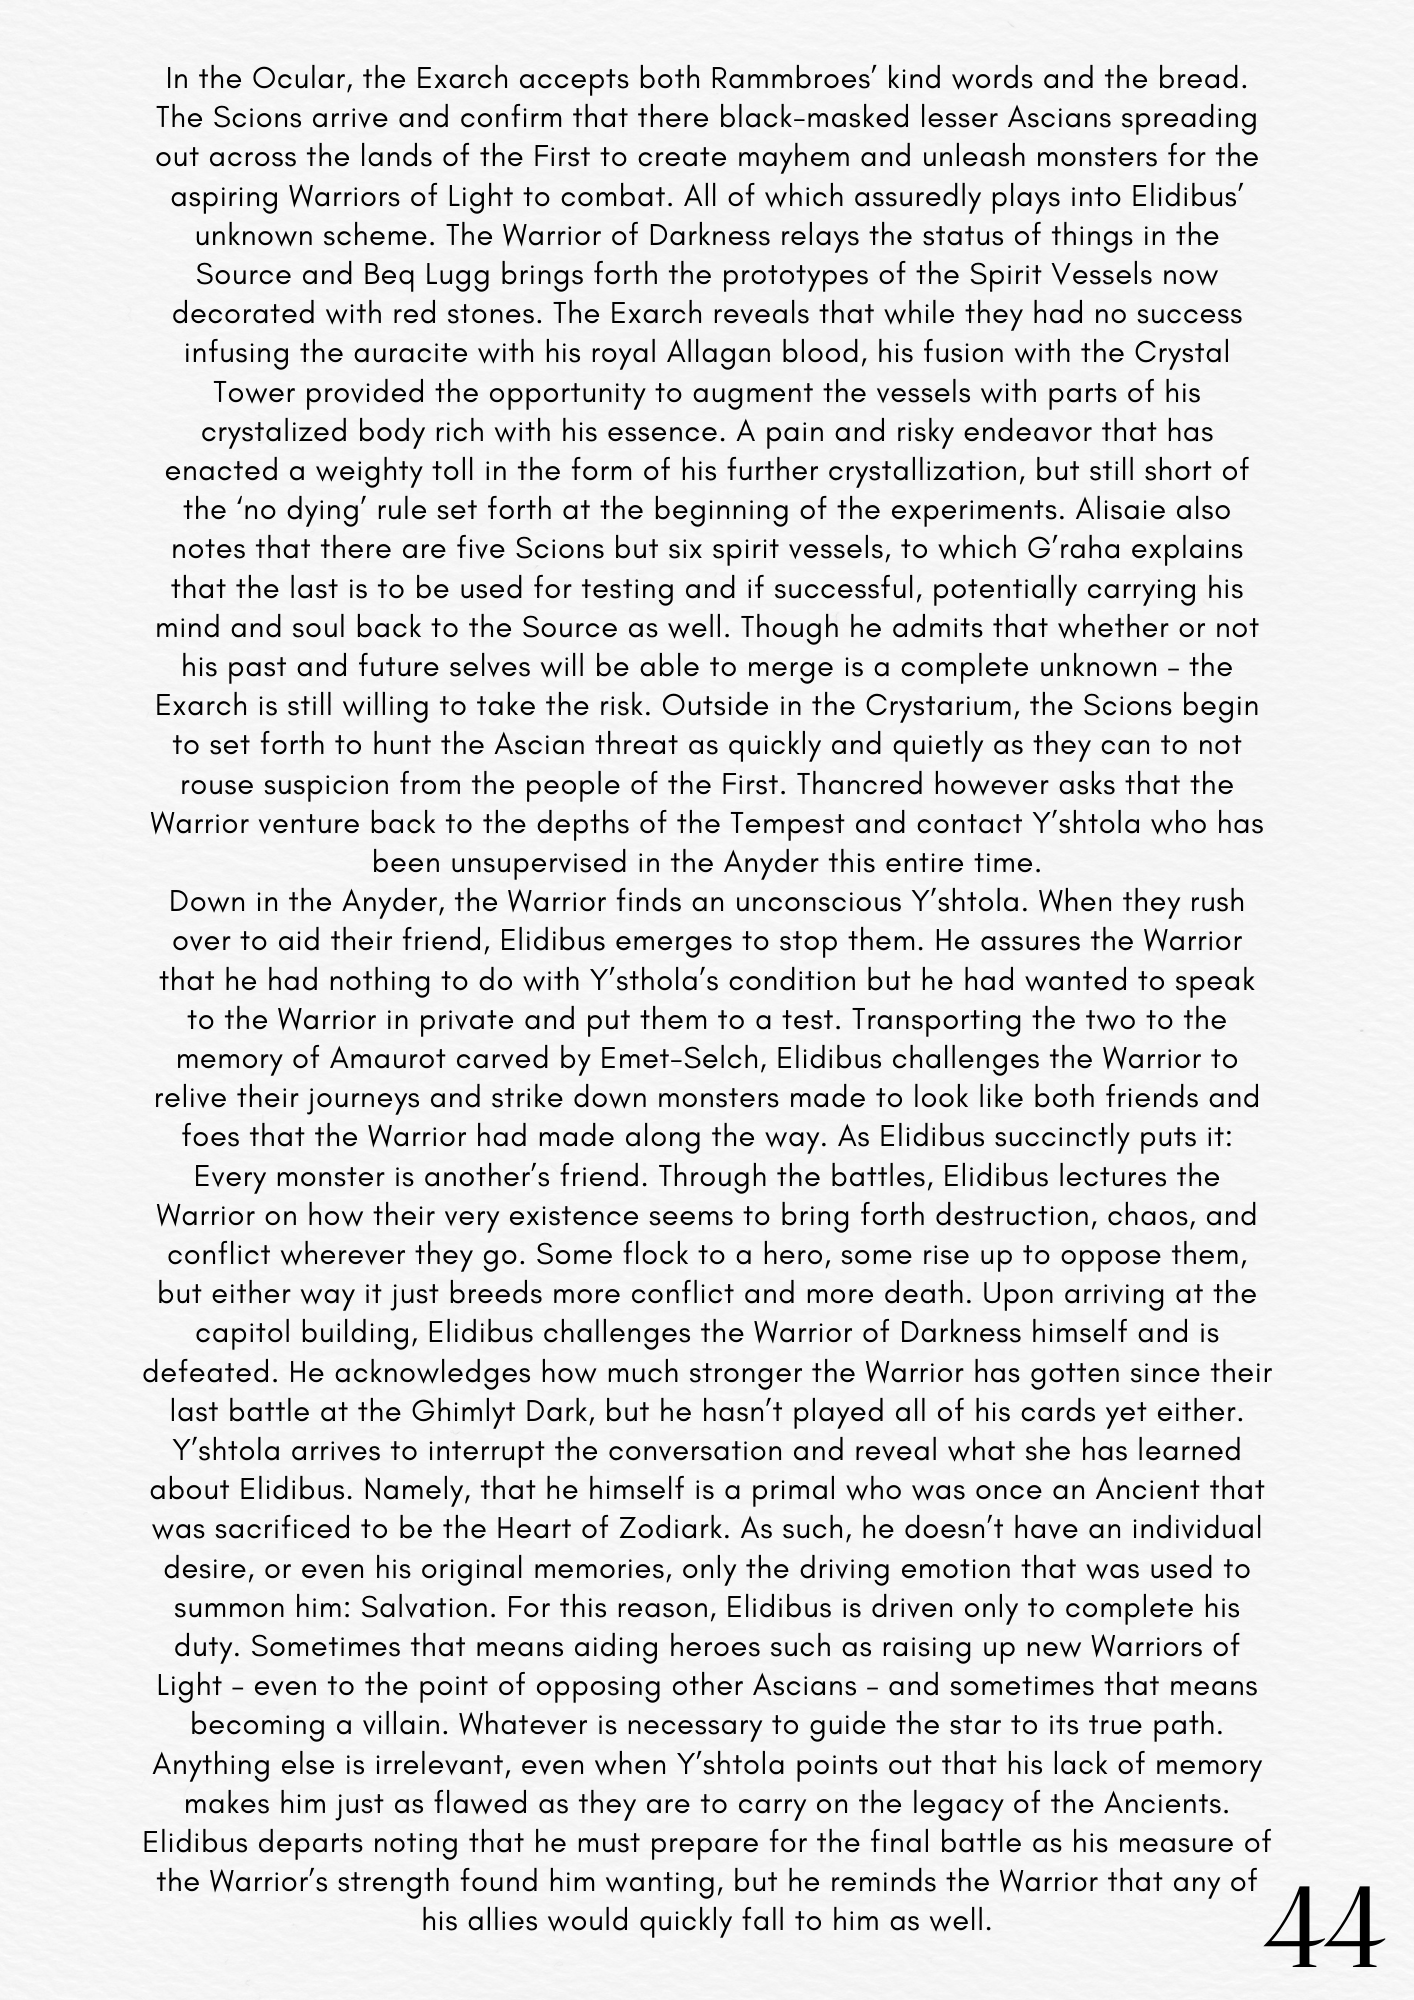 In the Ocular, the Exarch accepts both Rammbroes’ kind words and the bread.
The Scions arrive and confirm that there black-masked lesser Ascians spreading
out across the lands of the First to create mayhem and unleash monsters for the
aspiring Warriors of Light to combat. All of which assuredly plays into Elidibus’
unknown scheme. The Warrior of Darkness relays the status of things in the
Source and Beq Lugg brings forth the prototypes of the Spirit Vessels now
decorated with red stones. The Exarch reveals that while they had no success
infusing the auracite with his royal Allagan blood, his fusion with the Crystal
Tower provided the opportunity to augment the vessels with parts of his
crystalized body rich with his essence. A pain and risky endeavor that has
enacted a weighty toll in the form of his further crystallization, but still short of
the ‘no dying’ rule set forth at the beginning of the experiments. Alisaie also
notes that there are five Scions but six spirit vessels, to which G’raha explains
that the last is to be used for testing and if successful, potentially carrying his
mind and soul back to the Source as well. Though he admits that whether or not
his past and future selves will be able to merge is a complete unknown – the
Exarch is still willing to take the risk. Outside in the Crystarium, the Scions begin
to set forth to hunt the Ascian threat as quickly and quietly as they can to not
rouse suspicion from the people of the First. Thancred however asks that the
Warrior venture back to the depths of the Tempest and contact Y’shtola who has
been unsupervised in the Anyder this entire time.
Down in the Anyder, the Warrior finds an unconscious Y’shtola. When they rush
over to aid their friend, Elidibus emerges to stop them. He assures the Warrior
that he had nothing to do with Y’sthola’s condition but he had wanted to speak
to the Warrior in private and put them to a test. Transporting the two to the
memory of Amaurot carved by Emet-Selch, Elidibus challenges the Warrior to
relive their journeys and strike down monsters made to look like both friends and
foes that the Warrior had made along the way. As Elidibus succinctly puts it:
Every monster is another’s friend. Through the battles, Elidibus lectures the
Warrior on how their very existence seems to bring forth destruction, chaos, and
conflict wherever they go. Some flock to a hero, some rise up to oppose them,
but either way it just breeds more conflict and more death. Upon arriving at the
capitol building, Elidibus challenges the Warrior of Darkness himself and is
defeated. He acknowledges how much stronger the Warrior has gotten since their
last battle at the Ghimlyt Dark, but he hasn’t played all of his cards yet either.
Y’shtola arrives to interrupt the conversation and reveal what she has learned
about Elidibus. Namely, that he himself is a primal who was once an Ancient that
was sacrificed to be the Heart of Zodiark. As such, he doesn’t have an individual
desire, or even his original memories, only the driving emotion that was used to
summon him: Salvation. For this reason, Elidibus is driven only to complete his
duty. Sometimes that means aiding heroes such as raising up new Warriors of
Light – even to the point of opposing other Ascians – and sometimes that means
becoming a villain. Whatever is necessary to guide the star to its true path.
Anything else is irrelevant, even when Y’shtola points out that his lack of memory
makes him just as flawed as they are to carry on the legacy of the Ancients.
Elidibus departs noting that he must prepare for the final battle as his measure of
the Warrior’s strength found him wanting, but he reminds the Warrior that any of
his allies would quickly fall to him as well.
44